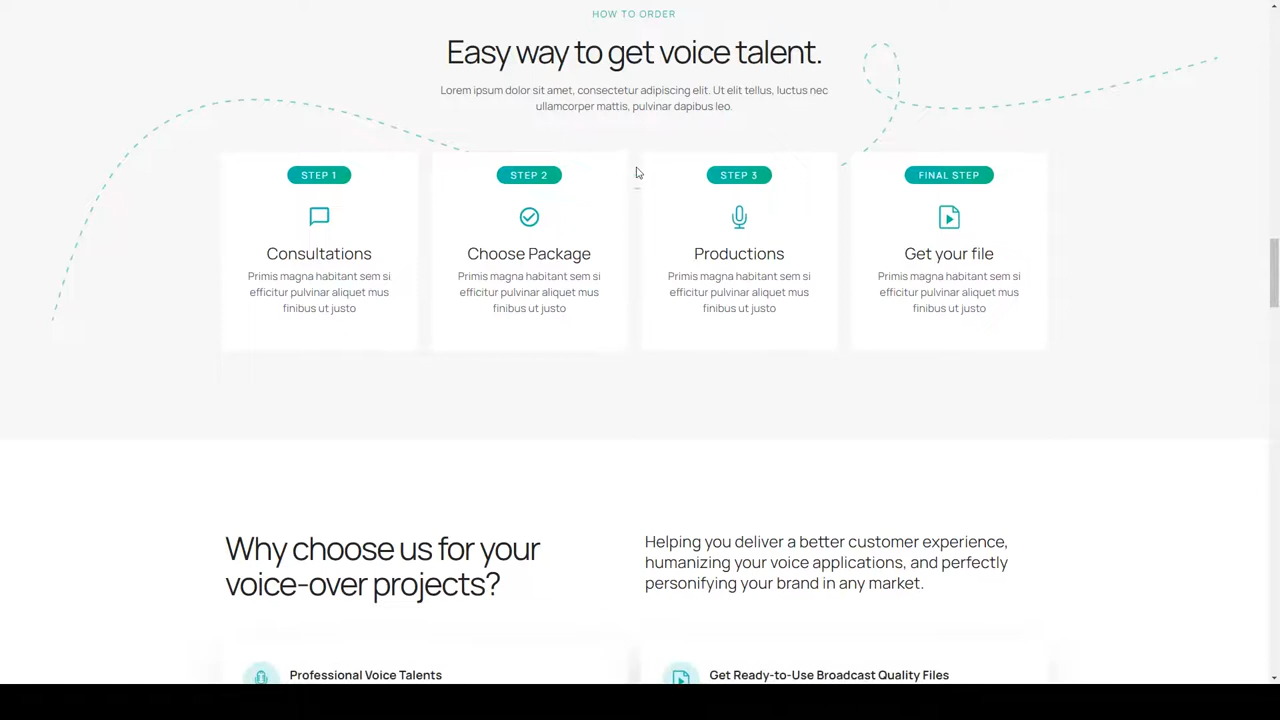 HOW TO ORDER
Easy way to get voice talent.
Lorem ipsum dolor sit amet, consectetur adipiscing elit. Ut elit tellus, luctus nec
ullamcorper mattis, pulvinar dapibus leo.
STEP 1
Consultations
Primis magna habitant sem si
efficitur pulvinar aliquet mus
finibus ut justo
STEP 2
Choose Package
Primis magna habitant sem si
efficitur pulvinar aliquet mus
finibus ut justo
STEP 3
Productions
Primis magna habitant sem si
efficitur pulvinar aliquet mus
finibus ut justo
FINAL STEP
Get your file
Primis magna habitant sem si
efficitur pulvinar aliquet mus
finibus ut justo
Why choose us for your
voice-over projects?
Helping you deliver a better customer experience,
humanizing your voice applications, and perfectly
personifying your brand in any market.
Professional Voice Talents
Get Ready-to-Use Broadcast Quality Files